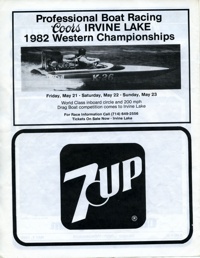 Professional Boat Racing
Coors IRVINE LAKE
1982 Western Championships
K-36
Friday, May 21 - Saturday, May 22 - Sunday, May 23
World Class inboard circle and 200 mph
Drag Boat competition comes to Irvine Lake
For Race Information Call (714) 649-2558
Tickets On Sale Now - Irvine Lake
7UP
®